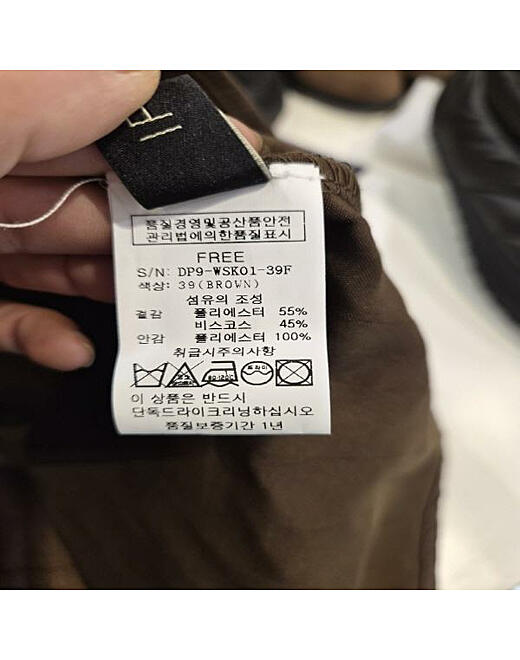 품질경영및공산품안전
관리법에의한품질표시
FREE
S/N: DP9-WSK01-39F
색상: 39(BROWN)
섬유의 조성
겉감 폴리에스터 55%
비스코스 45%
안감 폴리에스터 100%
취급시주의사항
드라이
이 상품은 반드시
단독드라이크리닝하십시오
품질보증기간 1년